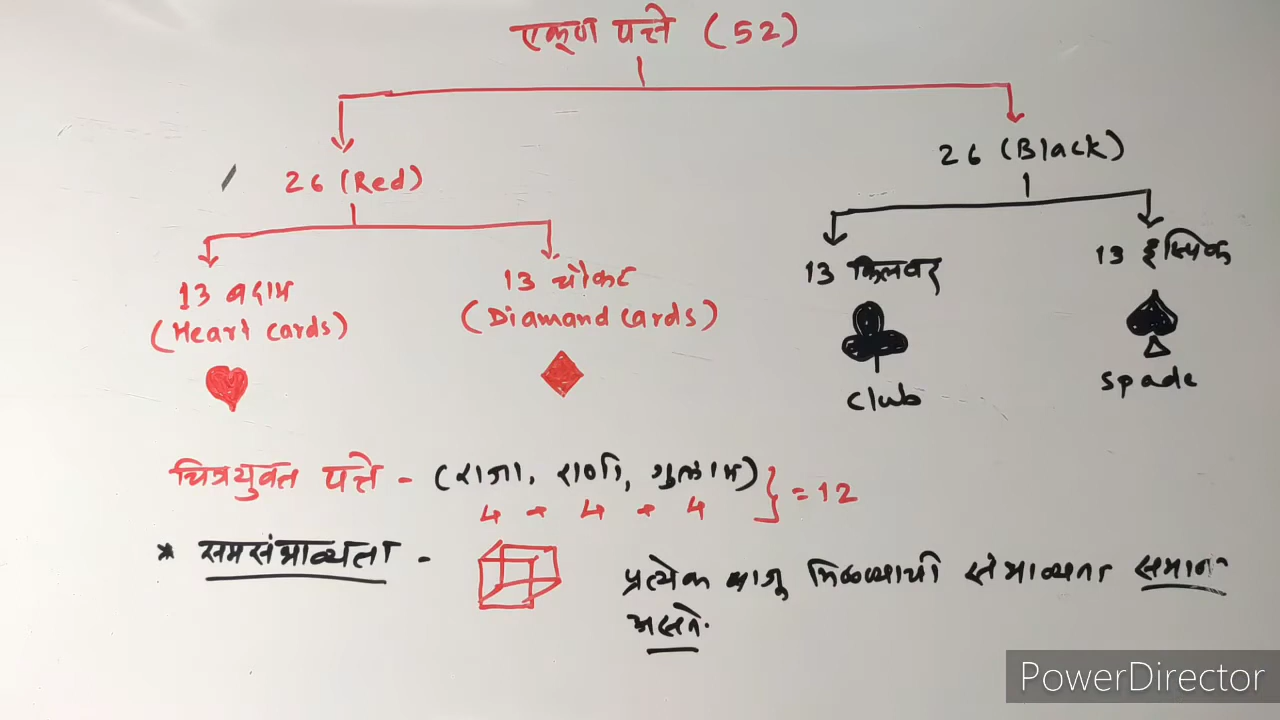 एकूण पत्ते (52)
26 (Red)
26 (Black)
13 बदाम
(Heart cards)
13 चौकट
(Diamand cards)
13 किलवर
club
13 इस्पिक
spade
चित्रयुक्त पत्ते - (राजा, राणी, गुलाम) } = 12
4 + 4 + 4
* समसंभाव्यता -
प्रत्येक बाजू मिळण्याची संभाव्यता समान
असते.
PowerDirector